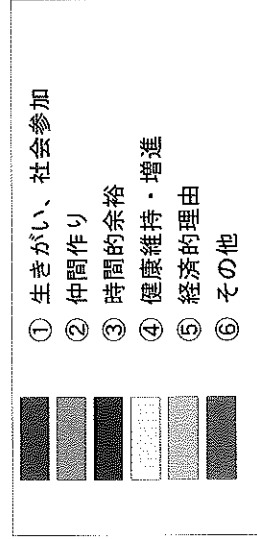 ① 生きがい、社会参加
② 仲間作り
③ 時間的余裕
④ 健康維持・増進
⑤ 経済的理由
⑥ その他